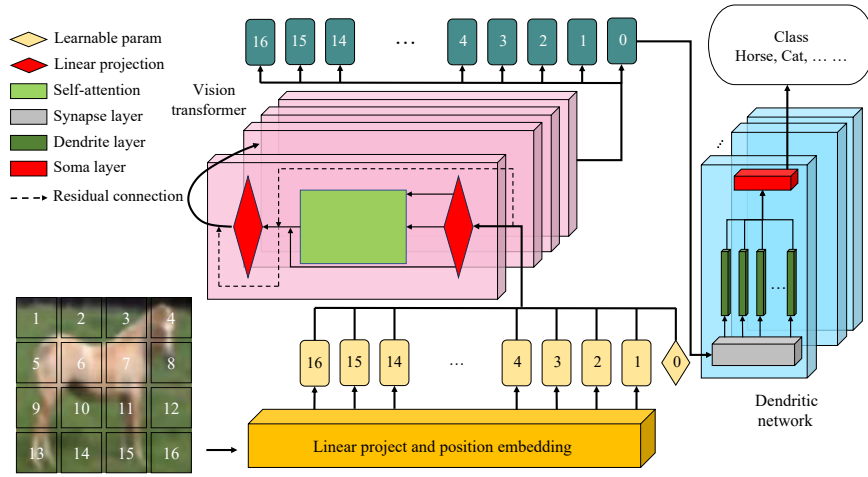 Learnable param
Linear projection
Self-attention
Synapse layer
Dendrite layer
Soma layer
Residual connection
Vision
transformer
16 15 14 ... 4 3 2 1 0
Class
Horse, Cat, ... ...
...
...
Dendritic
network
16 15 14 ... 4 3 2 1 0
Linear project and position embedding
1 2 3 4
5 6 7 8
9 10 11 12
13 14 15 16